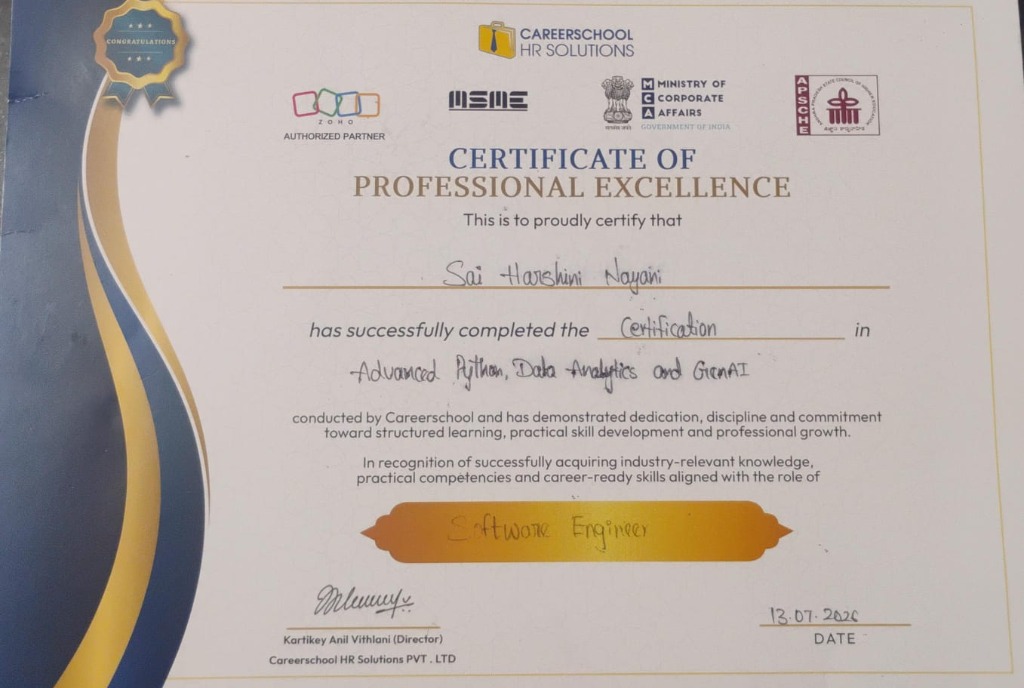 CONGRATULATIONS
CAREERSCHOOL
HR SOLUTIONS
ZOHO
AUTHORIZED PARTNER
MSME
MCA
MINISTRY OF
CORPORATE
AFFAIRS
GOVERNMENT OF INDIA
APSCHE
CERTIFICATE OF
PROFESSIONAL EXCELLENCE
This is to proudly certify that
Sai Harshini Nayani
has successfully completed the Certification in
Advanced Python, Data Analytics and GenAI
conducted by Careerschool and has demonstrated dedication, discipline and commitment
toward structured learning, practical skill development and professional growth.
In recognition of successfully acquiring industry-relevant knowledge,
practical competencies and career-ready skills aligned with the role of
Software Engineer
Kartikey Anil Vithlani (Director)
Careerschool HR Solutions PVT . LTD
13.07.2026
DATE